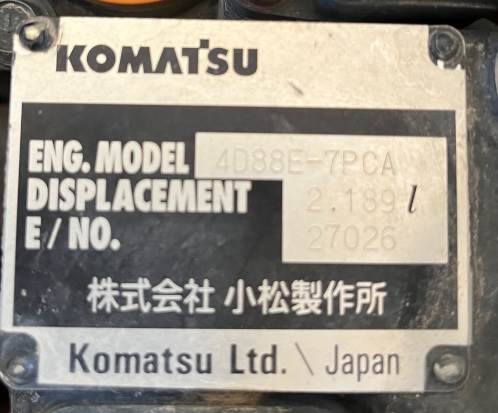 KOMATSU
ENG. MODEL 4D88E-7PCA
DISPLACEMENT 2.189 l
E/NO. 27026
株式会社 小松製作所
Komatsu Ltd. \ Japan